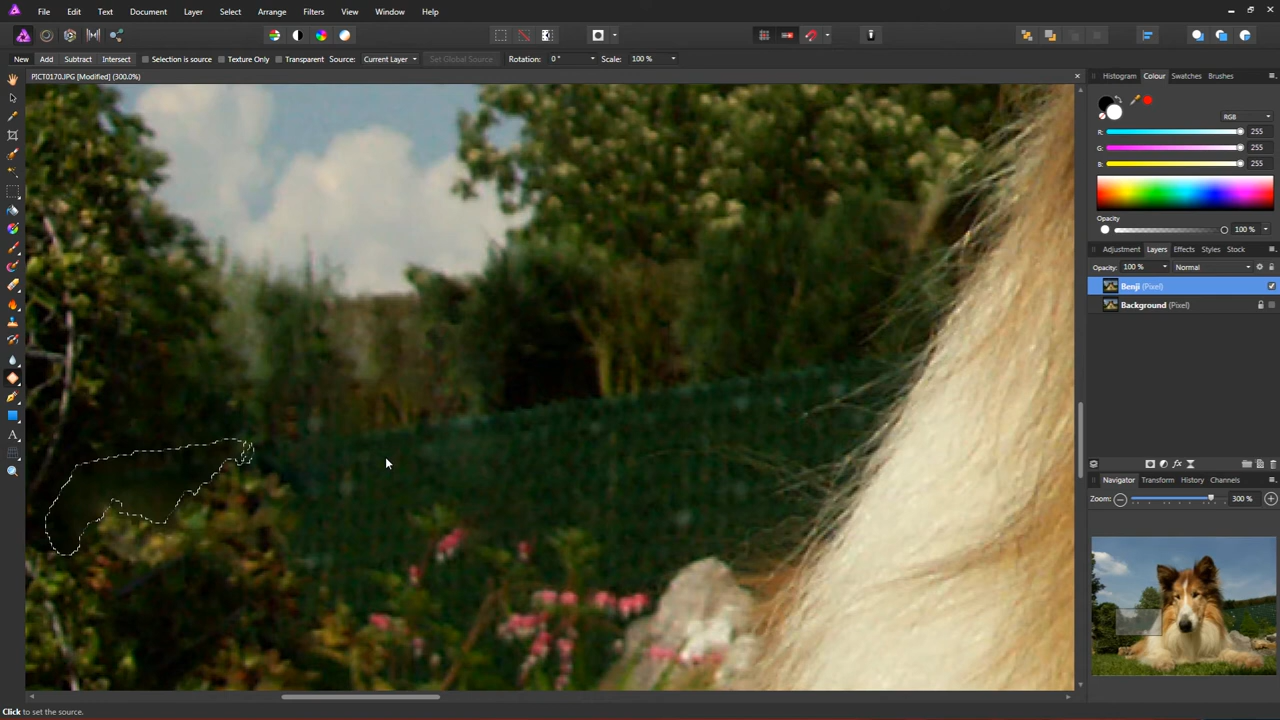 File Edit Text Document Layer Select Arrange Filters View Window Help
New Add Subtract Intersect Selection is source Texture Only Transparent Source: Current Layer Set Global Source Rotation: 0 ° Scale: 100 %
PICT0170.JPG [Modified] (300.0%)
Histogram Colour Swatches Brushes
RGB
R: 255
G: 255
B: 255
Opacity
100 %
Adjustment Layers Effects Styles Stock
Opacity: 100 % Normal
Benji (Pixel)
Background (Pixel)
Navigator Transform History Channels
Zoom: 300 %
Click to set the source.